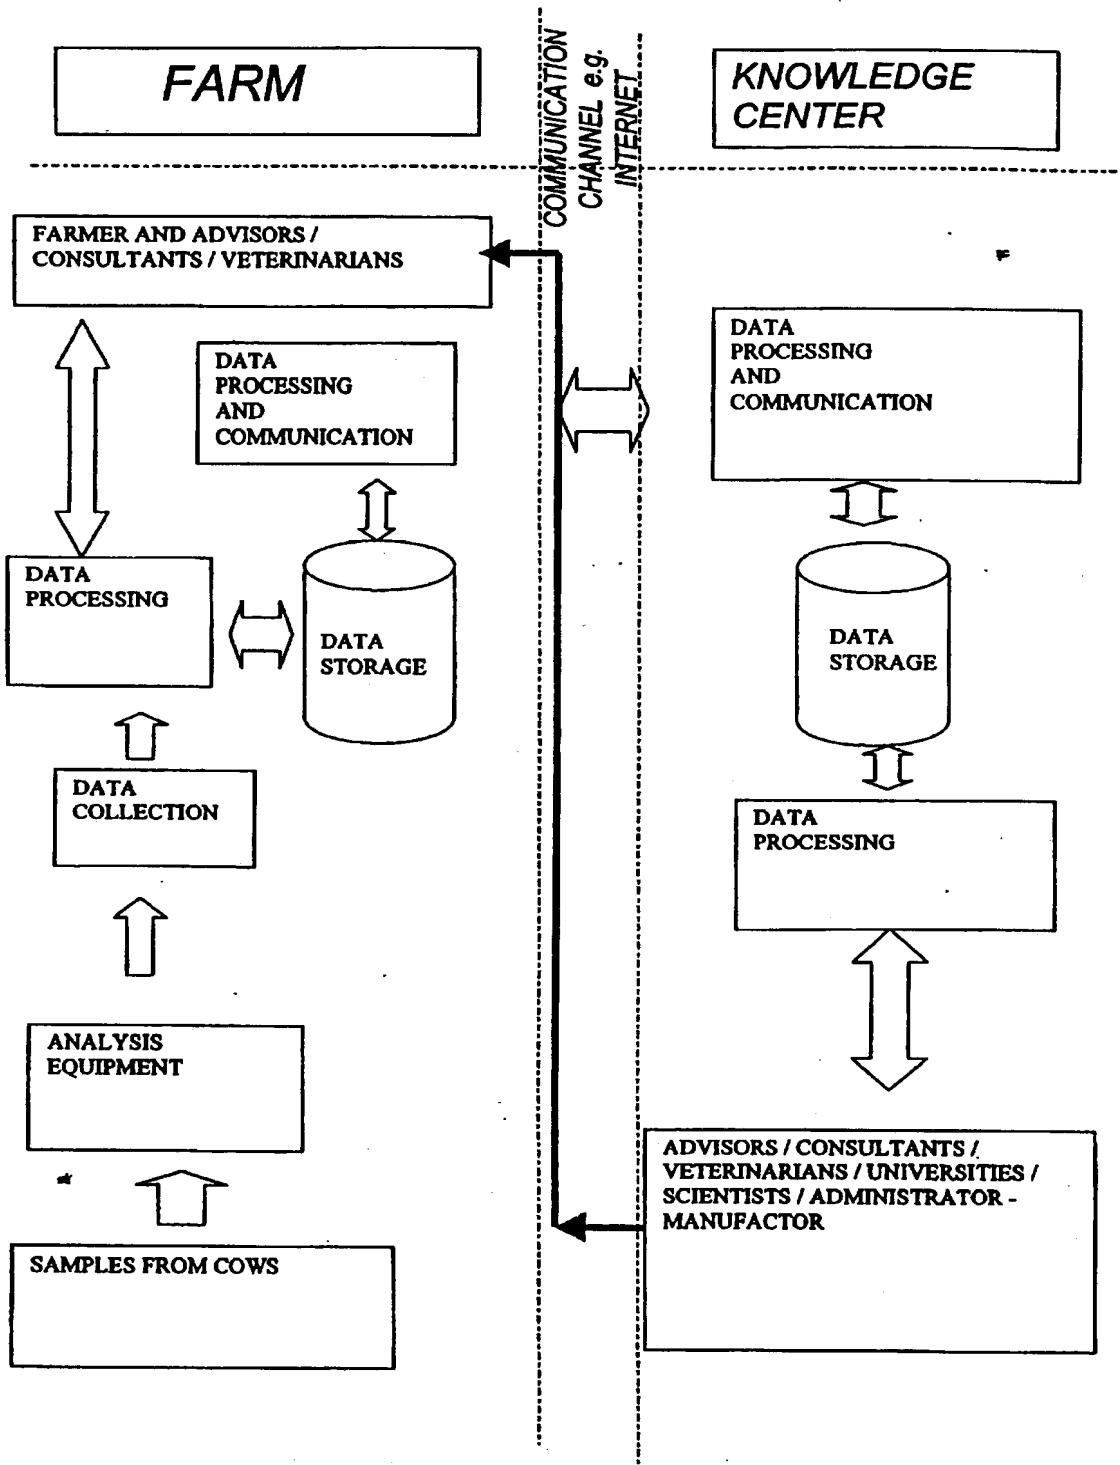 FARM
COMMUNICATION
CHANNEL e.g.
INTERNET
KNOWLEDGE
CENTER
FARMER AND ADVISORS /
CONSULTANTS / VETERINARIANS
DATA
PROCESSING
AND
COMMUNICATION
DATA
PROCESSING
DATA
STORAGE
DATA
COLLECTION
ANALYSIS
EQUIPMENT
SAMPLES FROM COWS
DATA
PROCESSING
AND
COMMUNICATION
DATA
STORAGE
DATA
PROCESSING
ADVISORS / CONSULTANTS /
VETERINARIANS / UNIVERSITIES /
SCIENTISTS / ADMINISTRATOR -
MANUFACTOR